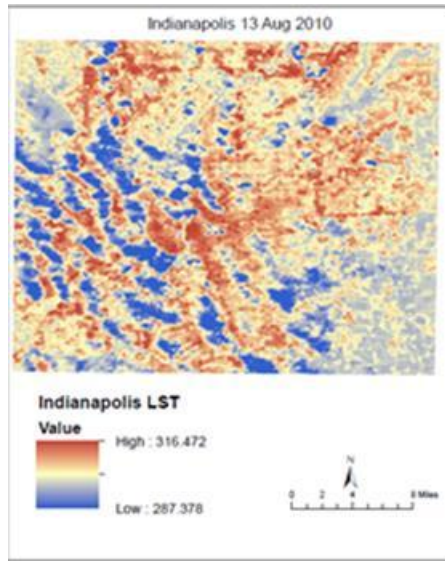 Indianapolis 13 Aug 2010
Indianapolis LST
Value
High : 316.472
Low : 287.378
N
0 2 4 8 Miles